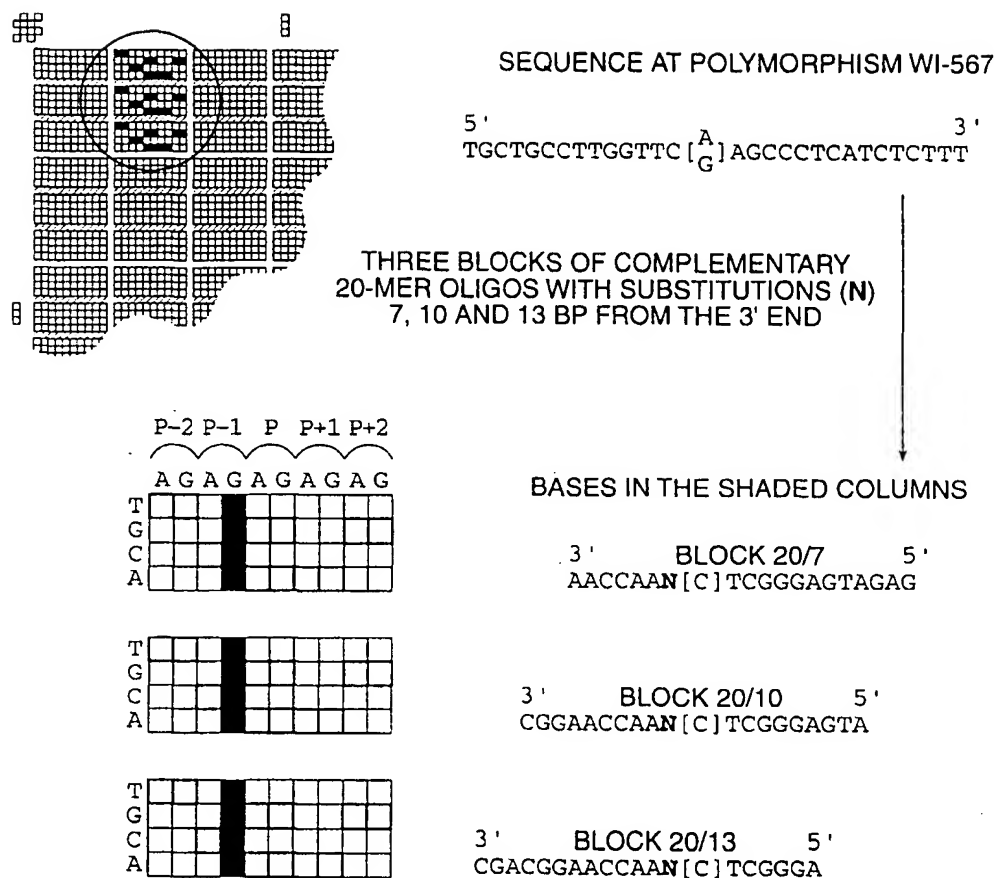 SEQUENCE AT POLYMORPHISM WI-567
5' 3'
TGCTGCCTTGGTTC[A/G]AGCCCTCATCTCTTT
THREE BLOCKS OF COMPLEMENTARY
20-MER OLIGOS WITH SUBSTITUTIONS (N)
7, 10 AND 13 BP FROM THE 3' END
P-2 P-1 P P+1 P+2
A G A G A G A G A G
T
G
C
A
BASES IN THE SHADED COLUMNS
3' BLOCK 20/7 5'
AACCAAN[C]TCGGGAGTAGAG
T
G
C
A
3' BLOCK 20/10 5'
CGGAACCAAN[C]TCGGGAGTA
T
G
C
A
3' BLOCK 20/13 5'
CGACGGAACCAAN[C]TCGGGA